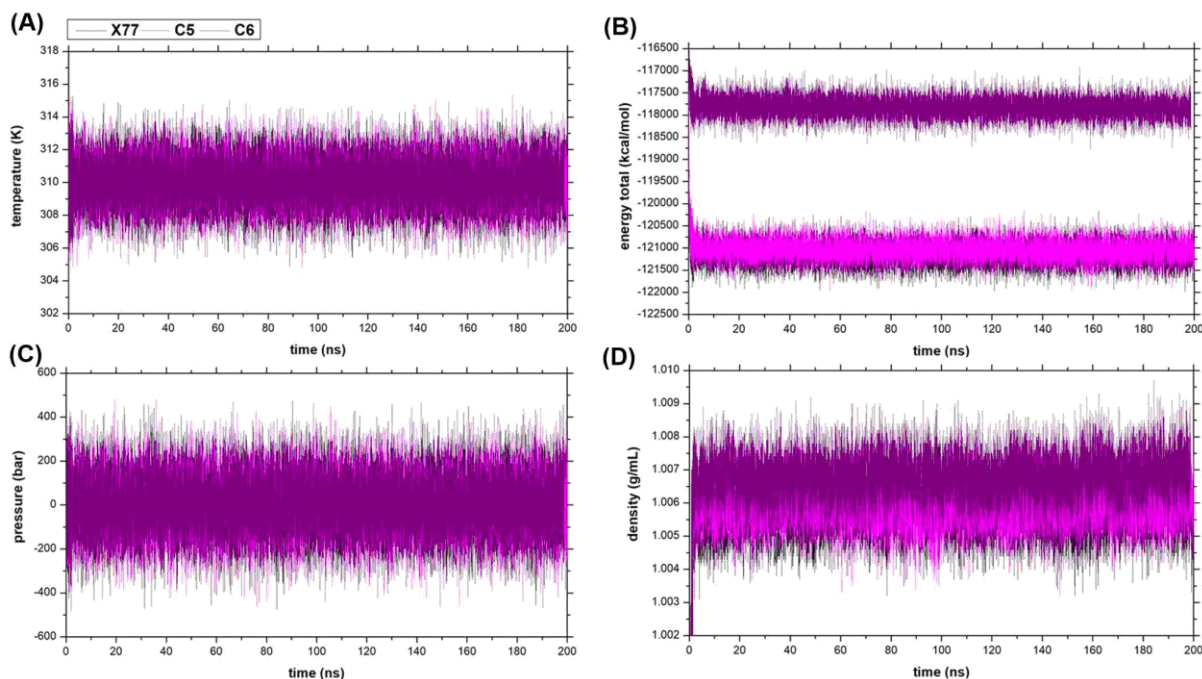 (A)
X77 C5 C6
318
316
314
312
310
308
306
304
302
temperature (K)
0 20 40 60 80 100 120 140 160 180 200
time (ns)
(B)
-116500
-117000
-117500
-118000
-118500
-119000
-119500
-120000
-120500
-121000
-121500
-122000
-122500
energy total (kcal/mol)
0 20 40 60 80 100 120 140 160 180 200
time (ns)
(C)
600
400
200
0
-200
-400
-600
pressure (bar)
0 20 40 60 80 100 120 140 160 180 200
time (ns)
(D)
1.010
1.009
1.008
1.007
1.006
1.005
1.004
1.003
1.002
density (g/mL)
0 20 40 60 80 100 120 140 160 180 200
time (ns)